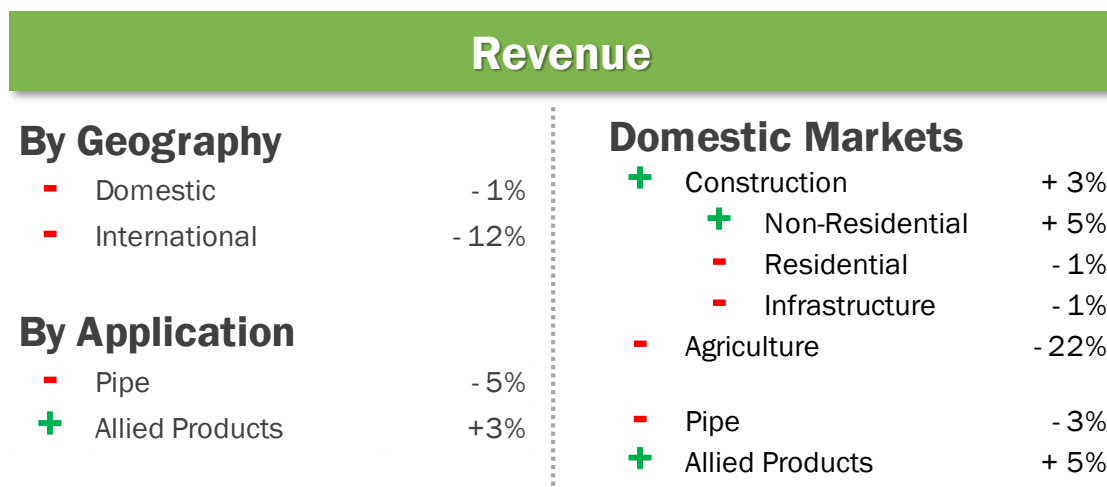 Revenue
By Geography
- Domestic - 1%
- International - 12%
By Application
- Pipe - 5%
+ Allied Products +3%
Domestic Markets
+ Construction + 3%
+ Non-Residential + 5%
- Residential - 1%
- Infrastructure - 1%
- Agriculture - 22%
- Pipe - 3%
+ Allied Products + 5%